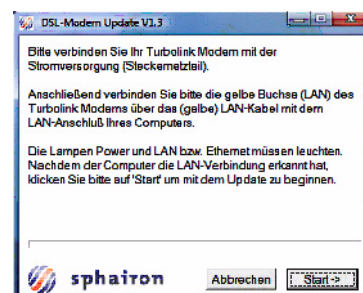 DSL-Modem Update V1.3
Bitte verbinden Sie Ihr Turbolink Modem mit der
Stromversorgung (Steckernetzteil).
Anschließend verbinden Sie bitte die gelbe Buchse (LAN) des
Turbolink Modems über das (gelbe) LAN-Kabel mit dem
LAN-Anschluß Ihres Computers.
Die Lampen Power und LAN bzw. Ethernet müssen leuchten.
Nachdem der Computer die LAN-Verbindung erkannt hat,
klicken Sie bitte auf 'Start' um mit dem Update zu beginnen.
sphairon Abbrechen Start->